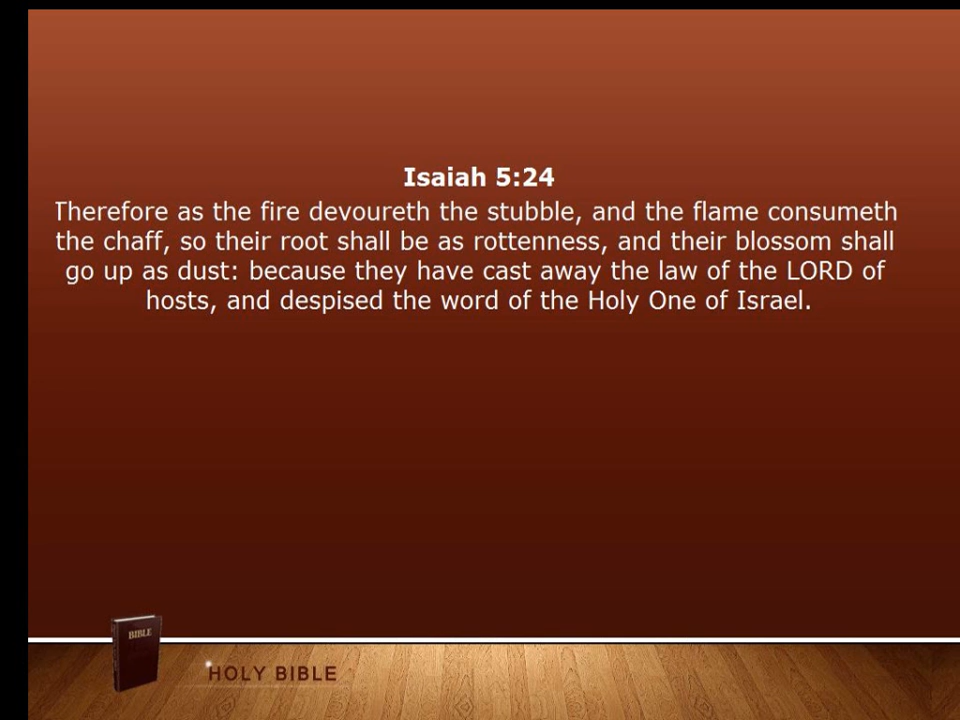 Isaiah 5:24
Therefore as the fire devoureth the stubble, and the flame consumeth
the chaff, so their root shall be as rottenness, and their blossom shall
go up as dust: because they have cast away the law of the LORD of
hosts, and despised the word of the Holy One of Israel.
BIBLE
HOLY BIBLE